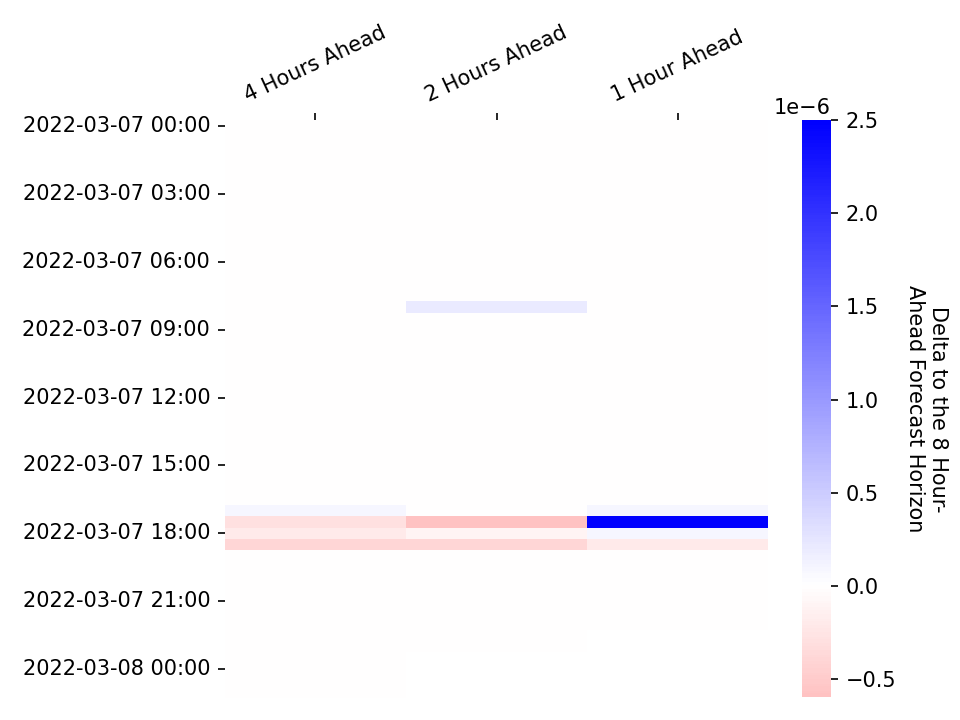 4 Hours Ahead
2 Hours Ahead
1 Hour Ahead
2022-03-07 00:00
2022-03-07 03:00
2022-03-07 06:00
2022-03-07 09:00
2022-03-07 12:00
2022-03-07 15:00
2022-03-07 18:00
2022-03-07 21:00
2022-03-08 00:00
1e−6
2.5
2.0
1.5
1.0
0.5
0.0
−0.5
Delta to the 8 Hour-
Ahead Forecast Horizon